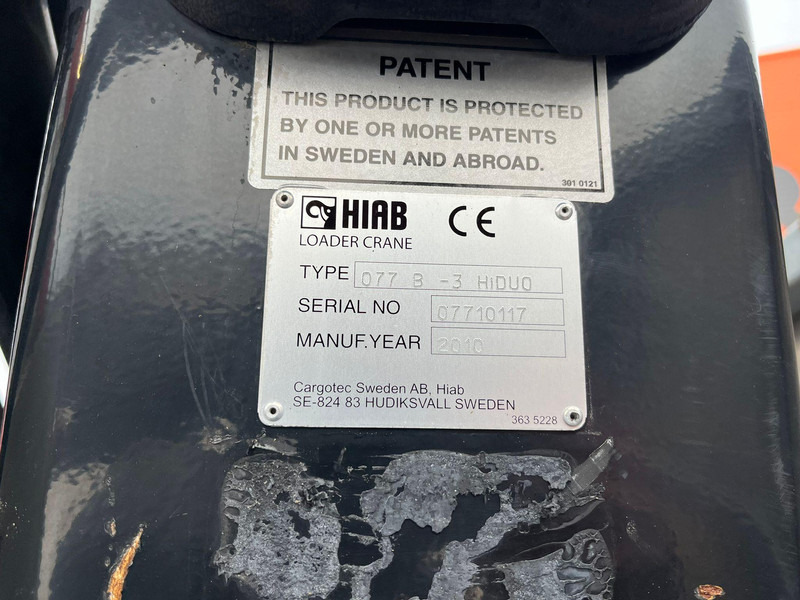 PATENT
THIS PRODUCT IS PROTECTED
BY ONE OR MORE PATENTS
IN SWEDEN AND ABROAD.
301 0121
HIAB CE
LOADER CRANE
TYPE 077 B -3 HiDUO
SERIAL NO 07710117
MANUF.YEAR 2010
Cargotec Sweden AB, Hiab
SE-824 83 HUDIKSVALL SWEDEN
363 5228